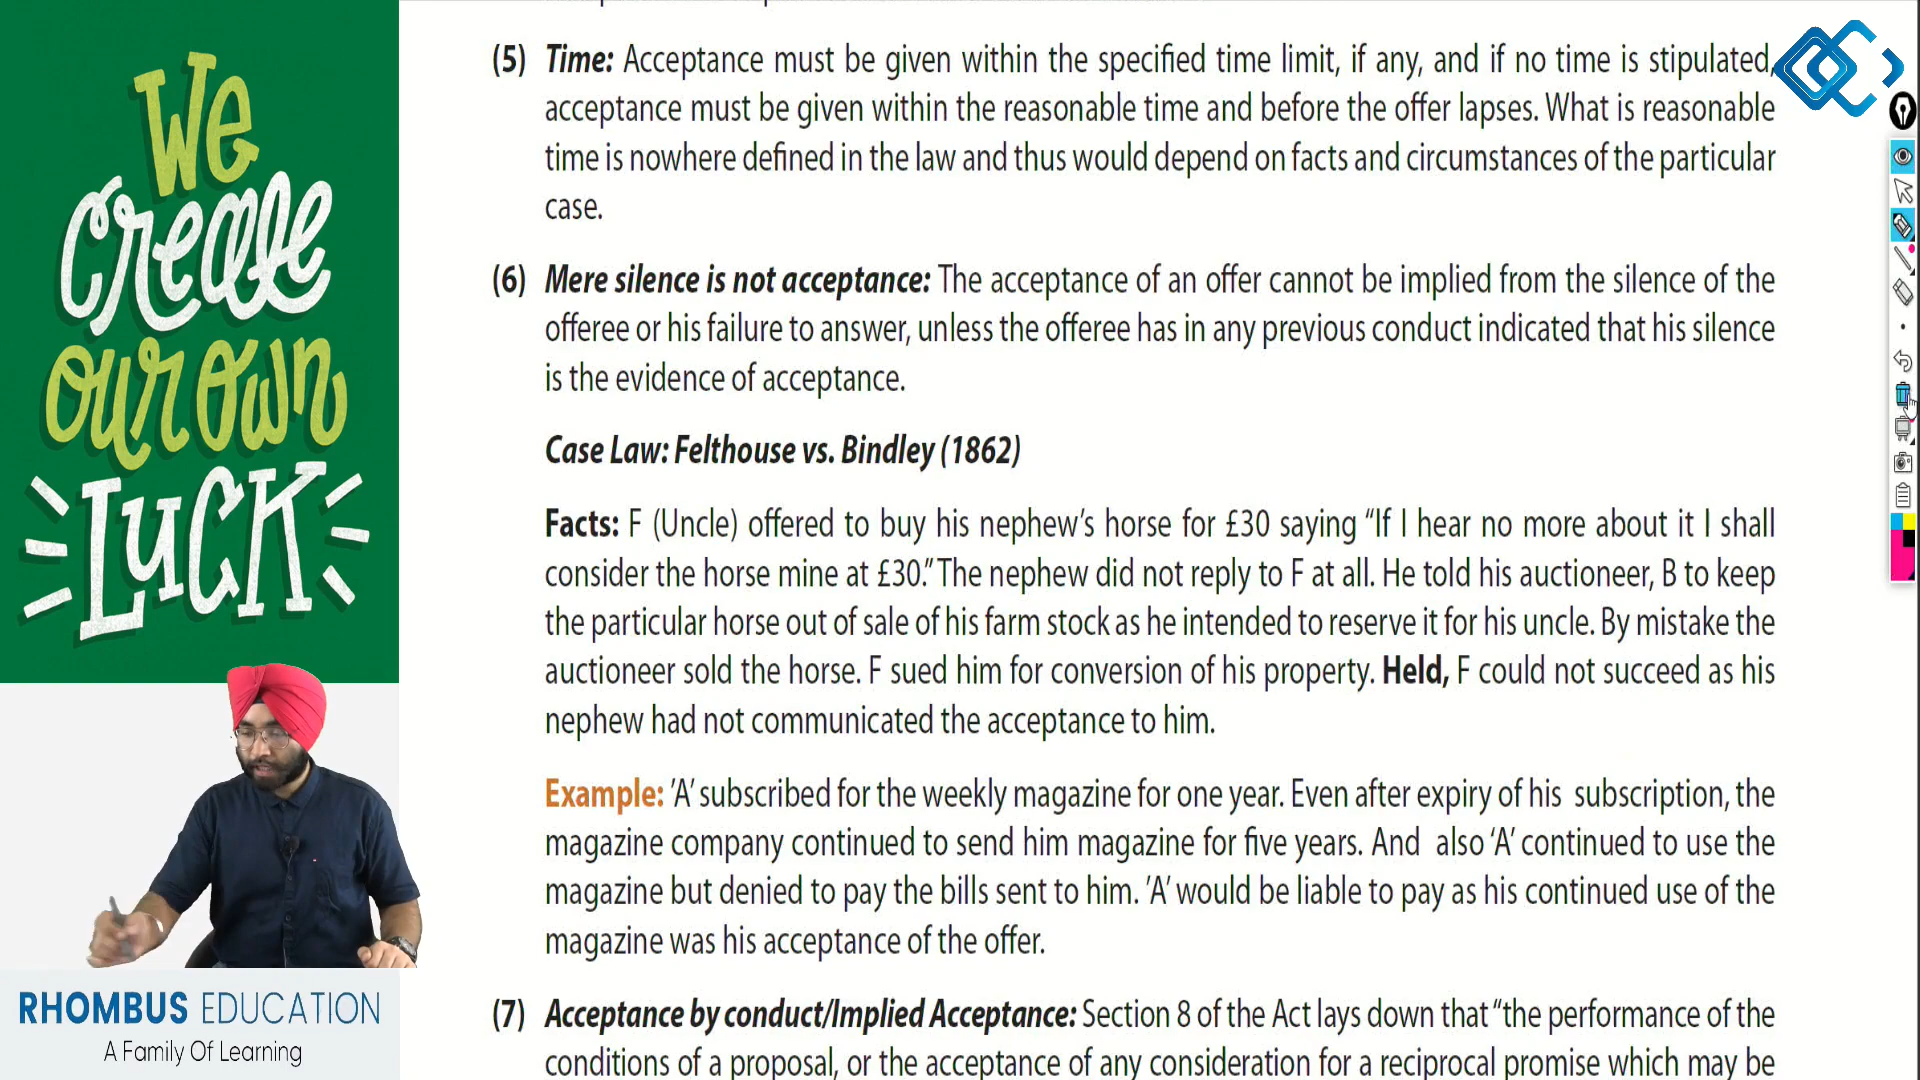 We
create
our own
LUCK
RHOMBUS EDUCATION
A Family Of Learning
(5) Time: Acceptance must be given within the specified time limit, if any, and if no time is stipulated,
acceptance must be given within the reasonable time and before the offer lapses. What is reasonable
time is nowhere defined in the law and thus would depend on facts and circumstances of the particular
case.
(6) Mere silence is not acceptance: The acceptance of an offer cannot be implied from the silence of the
offeree or his failure to answer, unless the offeree has in any previous conduct indicated that his silence
is the evidence of acceptance.
Case Law: Felthouse vs. Bindley (1862)
Facts: F (Uncle) offered to buy his nephew’s horse for £30 saying “If I hear no more about it I shall
consider the horse mine at £30.” The nephew did not reply to F at all. He told his auctioneer, B to keep
the particular horse out of sale of his farm stock as he intended to reserve it for his uncle. By mistake the
auctioneer sold the horse. F sued him for conversion of his property. Held, F could not succeed as his
nephew had not communicated the acceptance to him.
Example: ’A’ subscribed for the weekly magazine for one year. Even after expiry of his subscription, the
magazine company continued to send him magazine for five years. And also ‘A’ continued to use the
magazine but denied to pay the bills sent to him. ’A’ would be liable to pay as his continued use of the
magazine was his acceptance of the offer.
(7) Acceptance by conduct/Implied Acceptance: Section 8 of the Act lays down that “the performance of the
conditions of a proposal, or the acceptance of any consideration for a reciprocal promise which may be